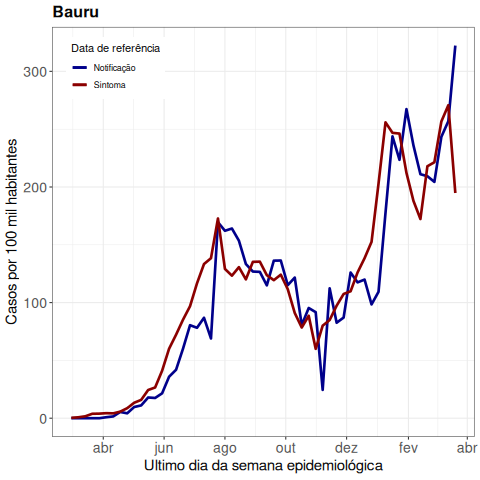 Bauru
Data de referência
Notificação
Sintoma
Casos por 100 mil habitantes
300
200
100
0
abr jun ago out dez fev abr
Ultimo dia da semana epidemiológica